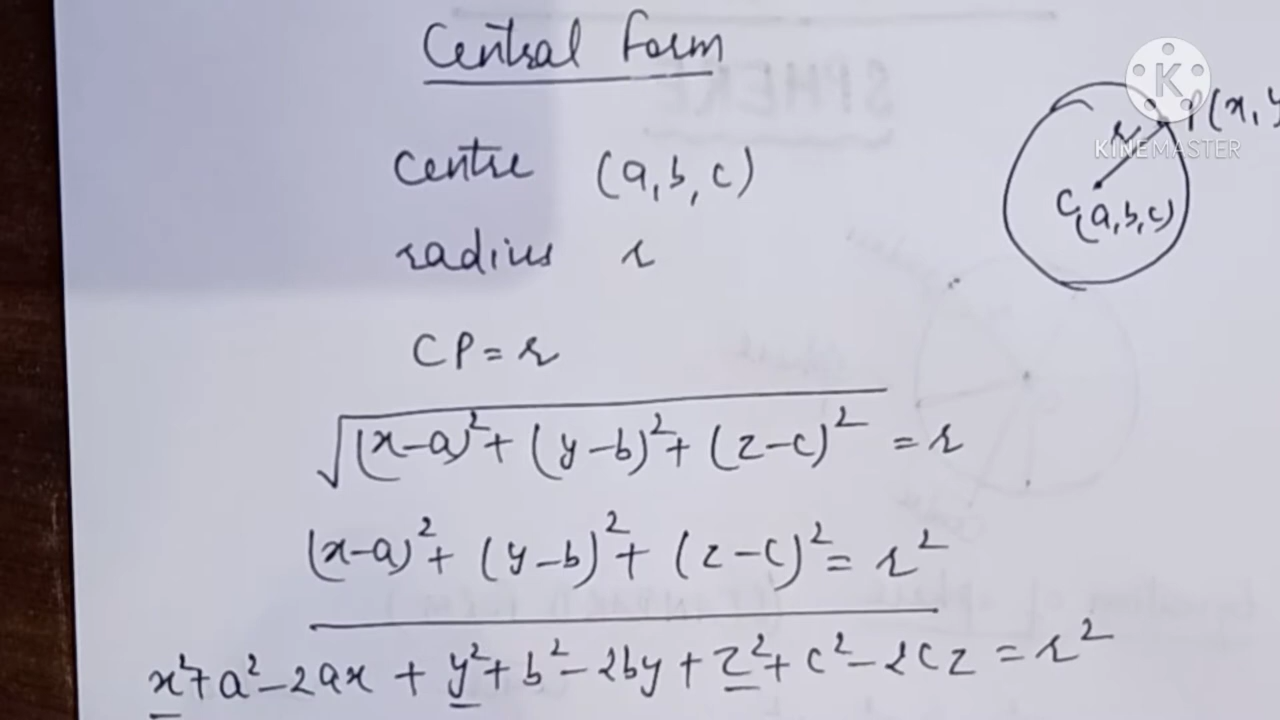 Central Form
SPHERE
K
KINEMASTER
P(x, y
r
C(a, b, c)
centre (a, b, c)
radius r
CP = r
√(x-a)² + (y-b)² + (z-c)² = r
(x-a)² + (y-b)² + (z-c)² = r²
x² + a² - 2ax + y² + b² - 2by + z² + c² - 2cz = r²